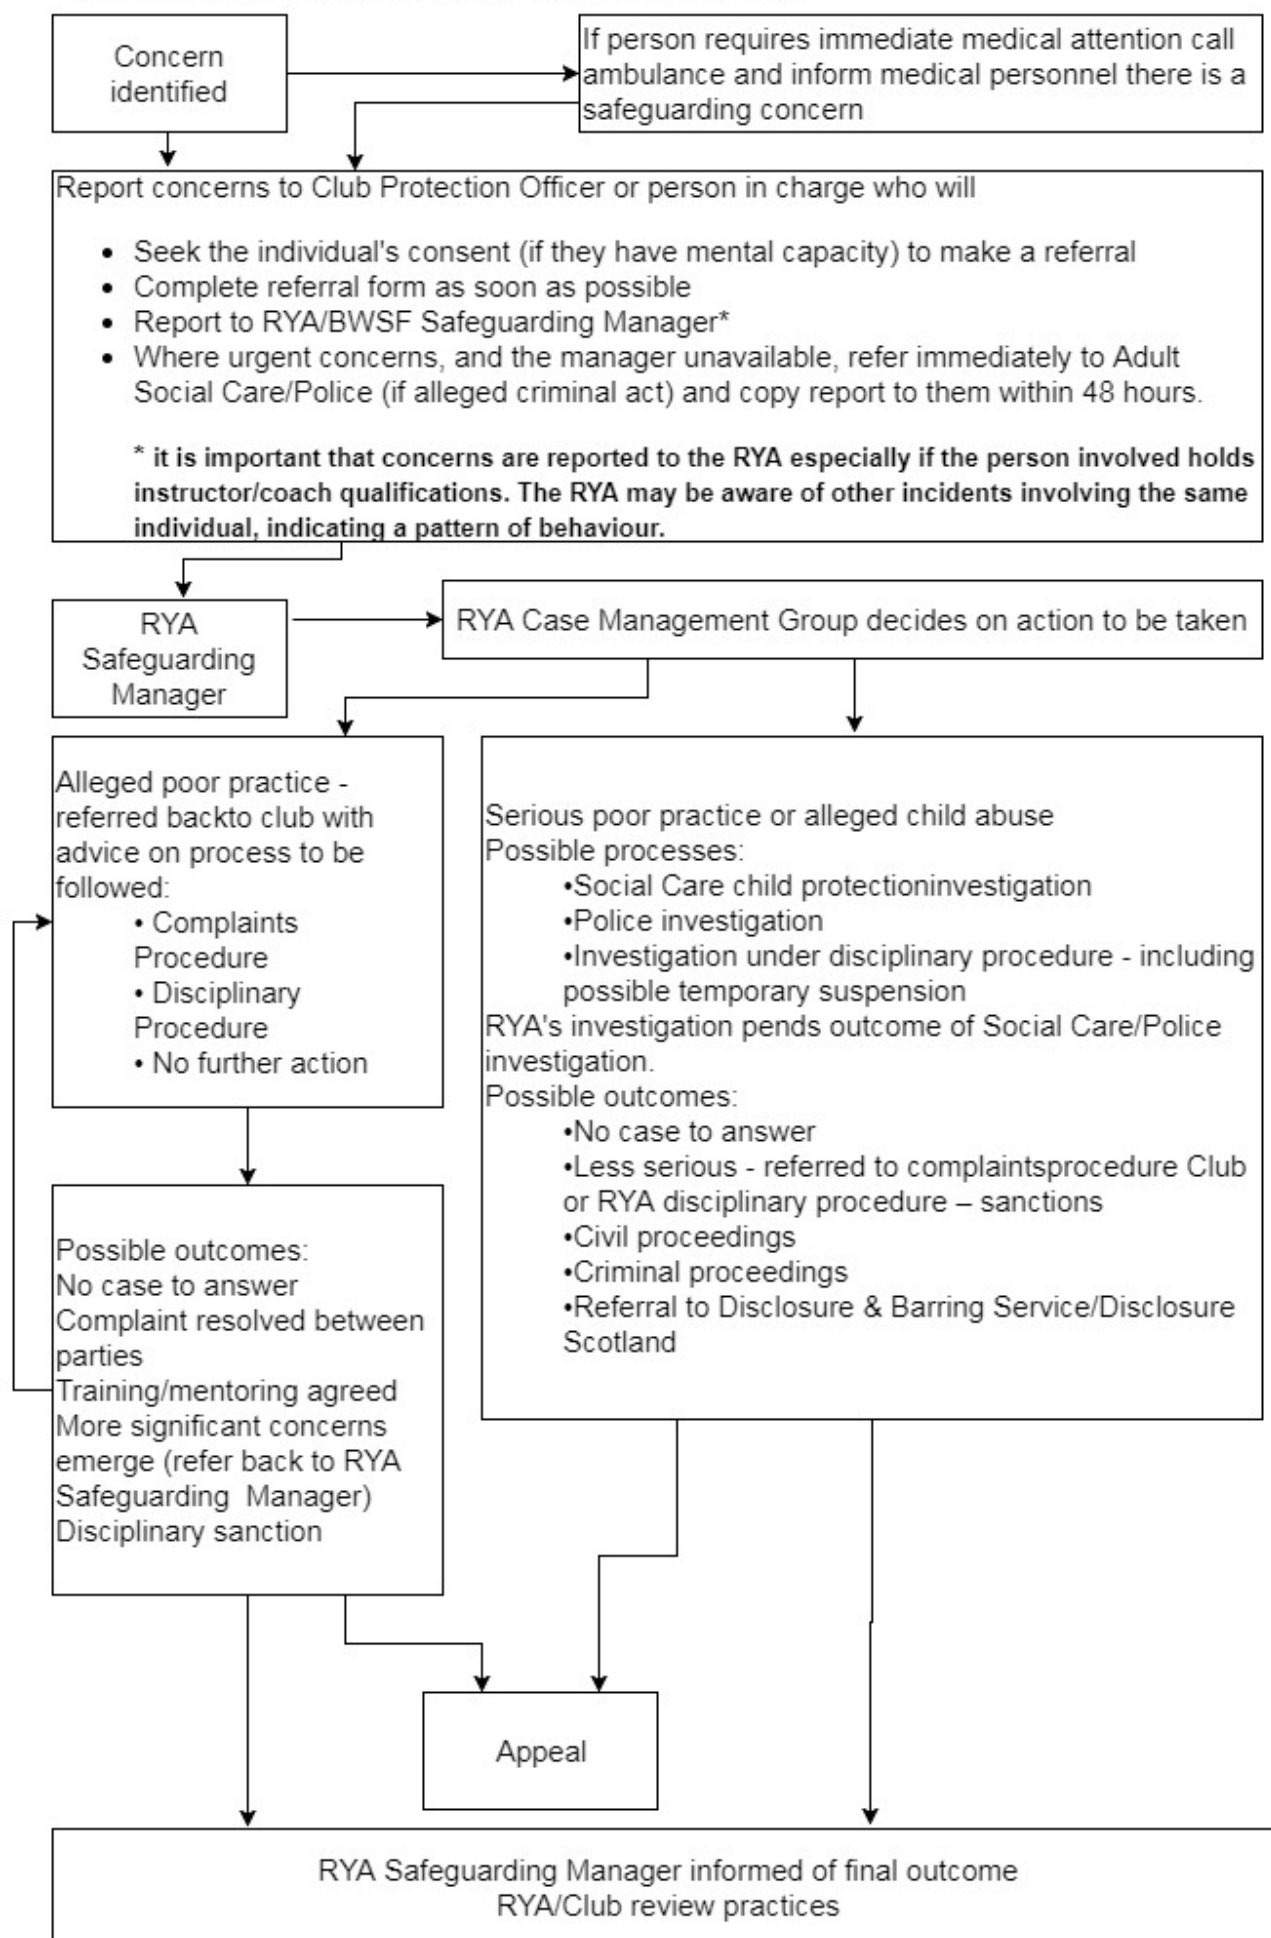 Concern
identified
If person requires immediate medical attention call
ambulance and inform medical personnel there is a
safeguarding concern
Report concerns to Club Protection Officer or person in charge who will
• Seek the individual's consent (if they have mental capacity) to make a referral
• Complete referral form as soon as possible
• Report to RYA/BWSF Safeguarding Manager*
• Where urgent concerns, and the manager unavailable, refer immediately to Adult
Social Care/Police (if alleged criminal act) and copy report to them within 48 hours.
* it is important that concerns are reported to the RYA especially if the person involved holds
instructor/coach qualifications. The RYA may be aware of other incidents involving the same
individual, indicating a pattern of behaviour.
RYA
Safeguarding
Manager
RYA Case Management Group decides on action to be taken
Alleged poor practice -
referred backto club with
advice on process to be
followed:
• Complaints
Procedure
• Disciplinary
Procedure
• No further action
Serious poor practice or alleged child abuse
Possible processes:
•Social Care child protectioninvestigation
•Police investigation
•Investigation under disciplinary procedure - including
possible temporary suspension
RYA's investigation pends outcome of Social Care/Police
investigation.
Possible outcomes:
•No case to answer
•Less serious - referred to complaintsprocedure Club
or RYA disciplinary procedure – sanctions
•Civil proceedings
•Criminal proceedings
•Referral to Disclosure & Barring Service/Disclosure
Scotland
Possible outcomes:
No case to answer
Complaint resolved between
parties
Training/mentoring agreed
More significant concerns
emerge (refer back to RYA
Safeguarding  Manager)
Disciplinary sanction
Appeal
RYA Safeguarding Manager informed of final outcome
RYA/Club review practices